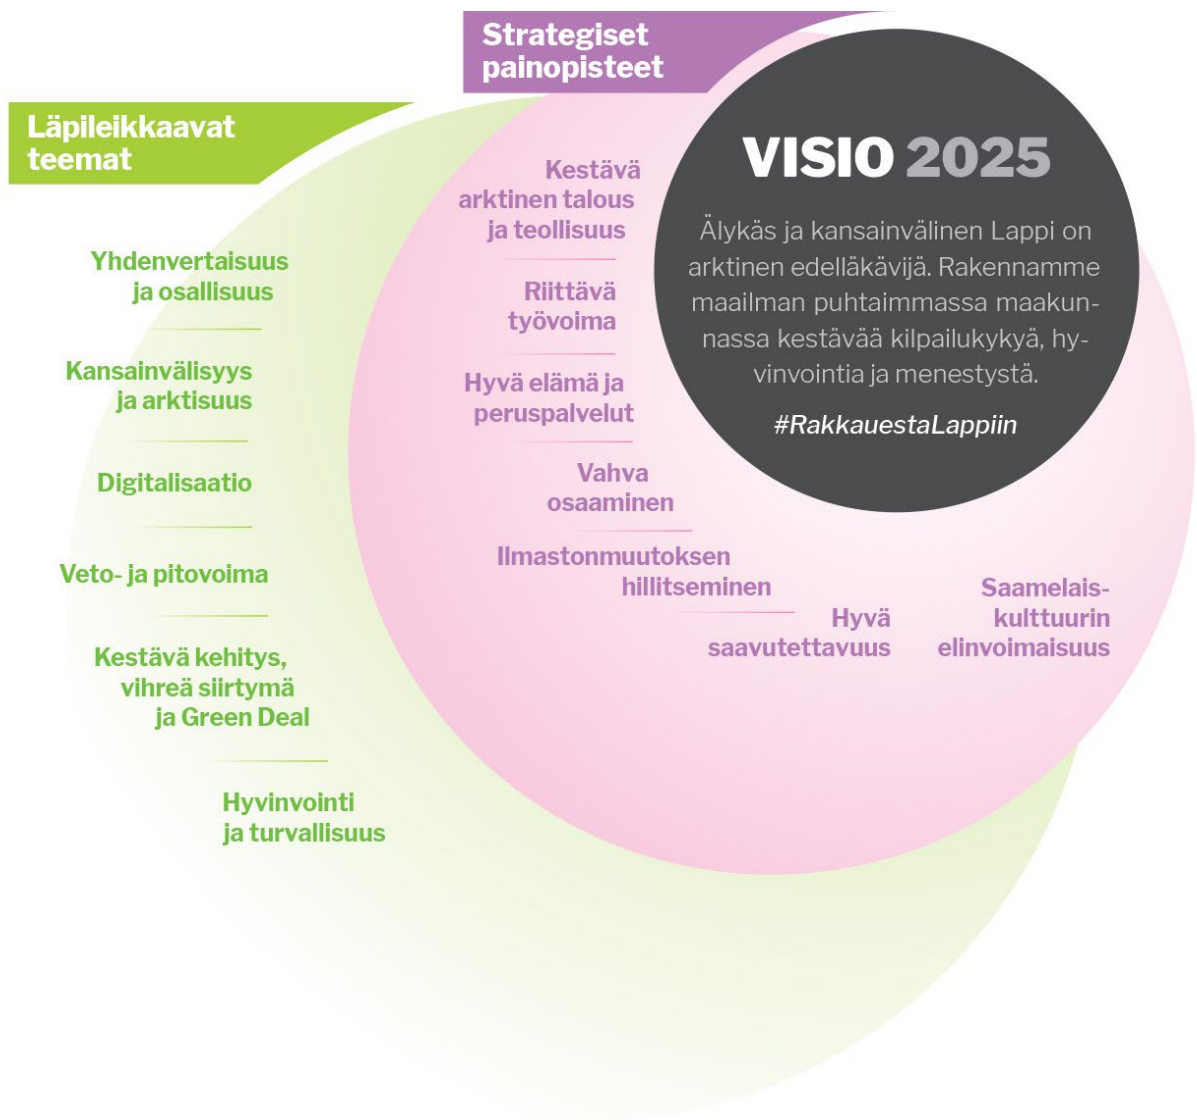 Strategiset
painopisteet
Läpileikkaavat
teemat
VISIO 2025
Älykäs ja kansainvälinen Lappi on
arktinen edelläkävijä. Rakennamme
maailman puhtaimmassa maakun-
nassa kestävää kilpailukykyä, hy-
vinvointia ja menestystä.
#RakkauestaLappiin
Kestävä
arktinen talous
ja teollisuus
Riittävä
työvoima
Hyvä elämä ja
peruspalvelut
Vahva
osaaminen
Ilmastonmuutoksen
hillitseminen
Hyvä
saavutettavuus
Saamelais-
kulttuurin
elinvoimaisuus
Yhdenvertaisuus
ja osallisuus
Kansainvälisyys
ja arktisuus
Digitalisaatio
Veto- ja pitovoima
Kestävä kehitys,
vihreä siirtymä
ja Green Deal
Hyvinvointi
ja turvallisuus